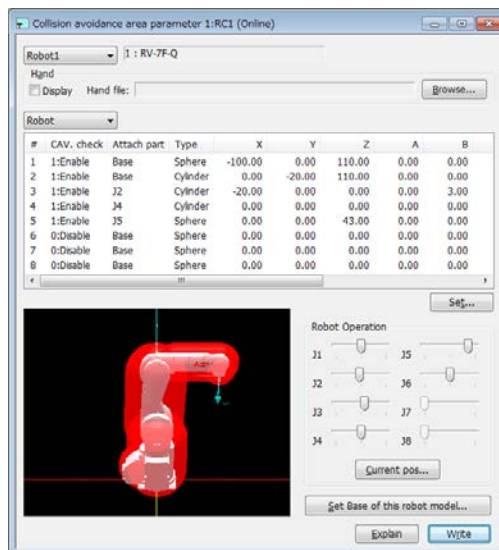 Collision avoidance area parameter 1:RC1 (Online)
Robot1 1 : RV-7F-Q
Hand
Display Hand file: Browse...
Robot
# CAV. check Attach part Type X Y Z A B
1 1:Enable Base Sphere -100.00 0.00 110.00 0.00 0.00
2 1:Enable Base Cylinder 0.00 -20.00 110.00 0.00 0.00
3 1:Enable J2 Cylinder -20.00 0.00 0.00 0.00 3.00
4 1:Enable J4 Cylinder 0.00 0.00 0.00 0.00 0.00
5 1:Enable J5 Sphere 0.00 0.00 43.00 0.00 0.00
6 0:Disable Base Sphere 0.00 0.00 0.00 0.00 0.00
7 0:Disable Base Sphere 0.00 0.00 0.00 0.00 0.00
8 0:Disable Base Sphere 0.00 0.00 0.00 0.00 0.00
Set...
Robot Operation
J1 J5
J2 J6
J3 J7
J4 J8
Current pos...
Set Base of this robot model...
Explain Write